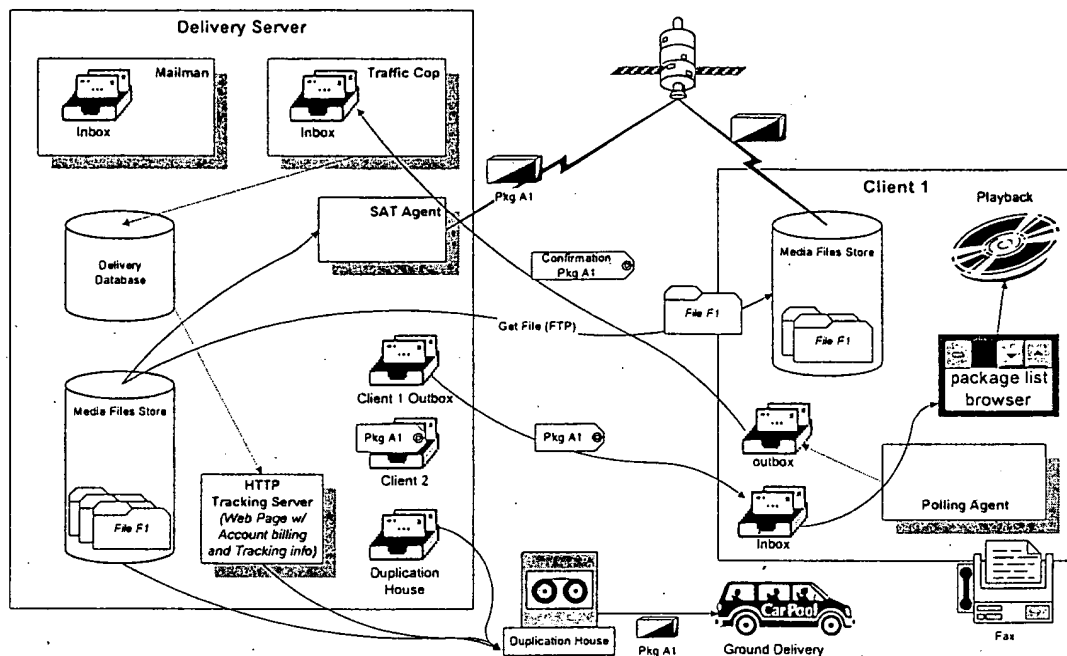 Delivery Server
Mailman
Inbox
Traffic Cop
Inbox
Pkg A1
SAT Agent
Delivery
Database
Confirmation
Pkg A1
Get File (FTP)
File F1
Client 1
Playback
Media Files Store
File F1
package list
browser
Client 1 Outbox
Media Files Store
Pkg A1
Client 2
Pkg A1
outbox
Polling Agent
Inbox
HTTP
Tracking Server
(Web Page w/
Account billing
and Tracking info)
File F1
Duplication
House
Duplication House
Pkg A1
CarPool
Ground Delivery
Fax